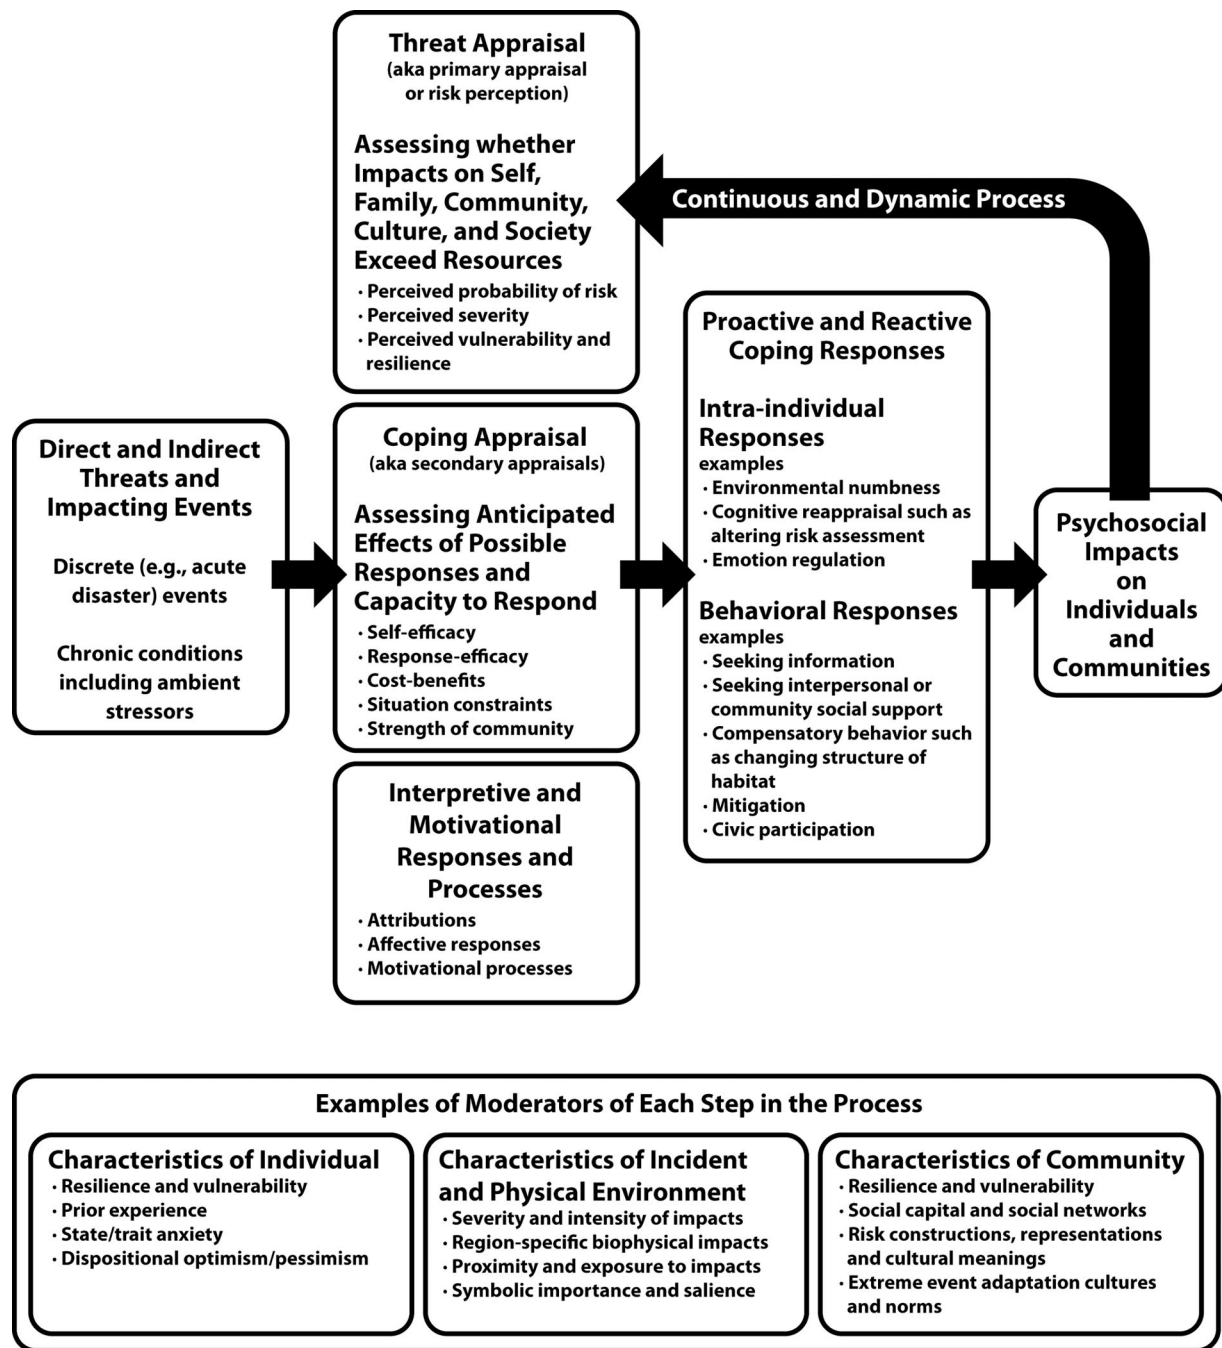 Threat Appraisal
(aka primary appraisal
or risk perception)
Assessing whether
Impacts on Self,
Family, Community,
Culture, and Society
Exceed Resources
· Perceived probability of risk
· Perceived severity
· Perceived vulnerability and
resilience
Continuous and Dynamic Process
Direct and Indirect
Threats and
Impacting Events
Discrete (e.g., acute
disaster) events
Chronic conditions
including ambient
stressors
Coping Appraisal
(aka secondary appraisals)
Assessing Anticipated
Effects of Possible
Responses and
Capacity to Respond
· Self-efficacy
· Response-efficacy
· Cost-benefits
· Situation constraints
· Strength of community
Interpretive and
Motivational
Responses and
Processes
· Attributions
· Affective responses
· Motivational processes
Proactive and Reactive
Coping Responses
Intra-individual
Responses
examples
· Environmental numbness
· Cognitive reappraisal such as
altering risk assessment
· Emotion regulation
Behavioral Responses
examples
· Seeking information
· Seeking interpersonal or
community social support
· Compensatory behavior such
as changing structure of
habitat
· Mitigation
· Civic participation
Psychosocial
Impacts
on
Individuals
and
Communities
Examples of Moderators of Each Step in the Process
Characteristics of Individual
· Resilience and vulnerability
· Prior experience
· State/trait anxiety
· Dispositional optimism/pessimism
Characteristics of Incident
and Physical Environment
· Severity and intensity of impacts
· Region-specific biophysical impacts
· Proximity and exposure to impacts
· Symbolic importance and salience
Characteristics of Community
· Resilience and vulnerability
· Social capital and social networks
· Risk constructions, representations
and cultural meanings
· Extreme event adaptation cultures
and norms